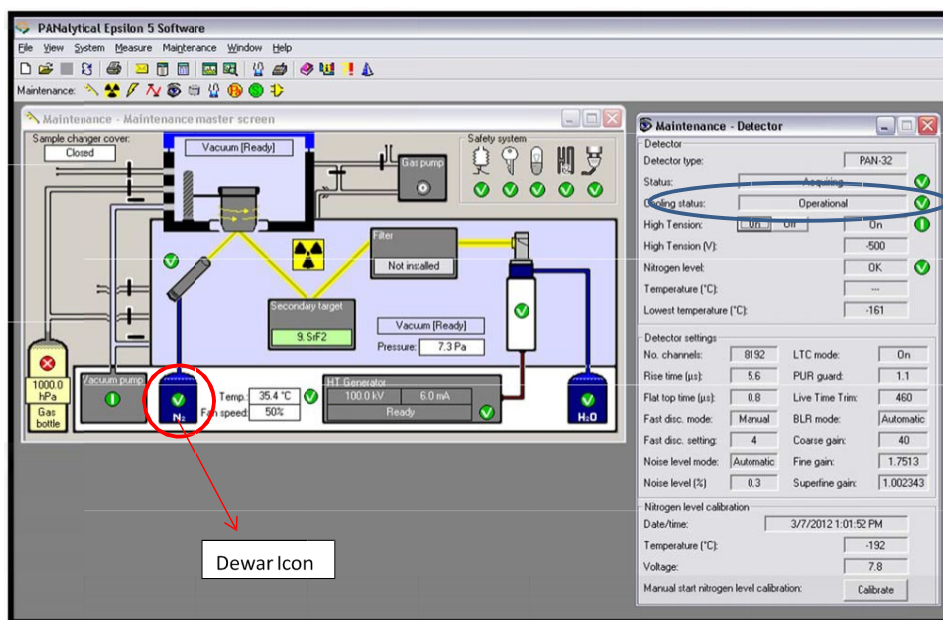 PANalytical Epsilon 5 Software
File View System Measure Maintenance Window Help
Maintenance:
Maintenance - Maintenance master screen
Sample changer cover:
Closed
Vacuum [Ready]
Gas pump
Safety system
Filter
Not installed
Secondary target
9. SrF2
Vacuum [Ready]
Pressure: 7.3 Pa
1000.0
hPa
Gas
bottle
Vacuum pump
N2
Temp.: 35.4 °C
Fan speed: 50%
HT Generator
100.0 kV 6.0 mA
Ready
H2O
Dewar Icon
Maintenance - Detector
Detector
Detector type: PAN-32
Status: Acquiring
Cooling status: Operational
High Tension: On Off On
High Tension (V): -500
Nitrogen level: OK
Temperature (°C): ---
Lowest temperature (°C): -161
Detector settings
No. channels: 8192 LTC mode: On
Rise time (µs): 5.6 PUR guard: 1.1
Flat top time (µs): 0.8 Live Time Trim: 460
Fast disc. mode: Manual BLR mode: Automatic
Fast disc. setting: 4 Coarse gain: 40
Noise level mode: Automatic Fine gain: 1.7513
Noise level (%) 0.3 Superfine gain: 1.002343
Nitrogen level calibration
Date/time: 3/7/2012 1:01:52 PM
Temperature (°C): -192
Voltage: 7.8
Manual start nitrogen level calibration: Calibrate